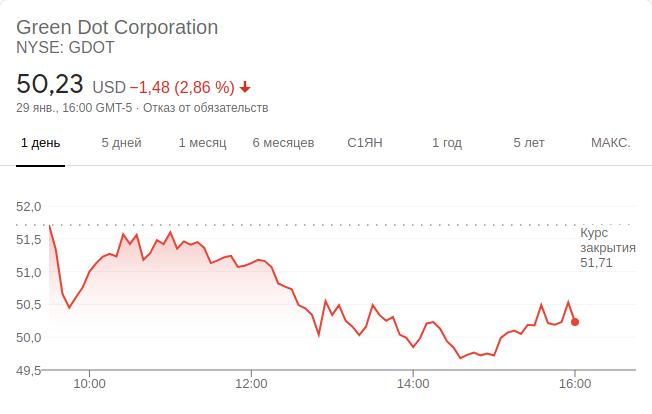 Green Dot Corporation
NYSE: GDOT
50,23 USD −1,48 (2,86 %)
29 янв., 16:00 GMT-5 · Отказ от обязательств
1 день 5 дней 1 месяц 6 месяцев С1ЯН 1 год 5 лет МАКС.
52,0
51,5
51,0
50,5
50,0
49,5
Курс
закрытия
51,71
10:00 12:00 14:00 16:00